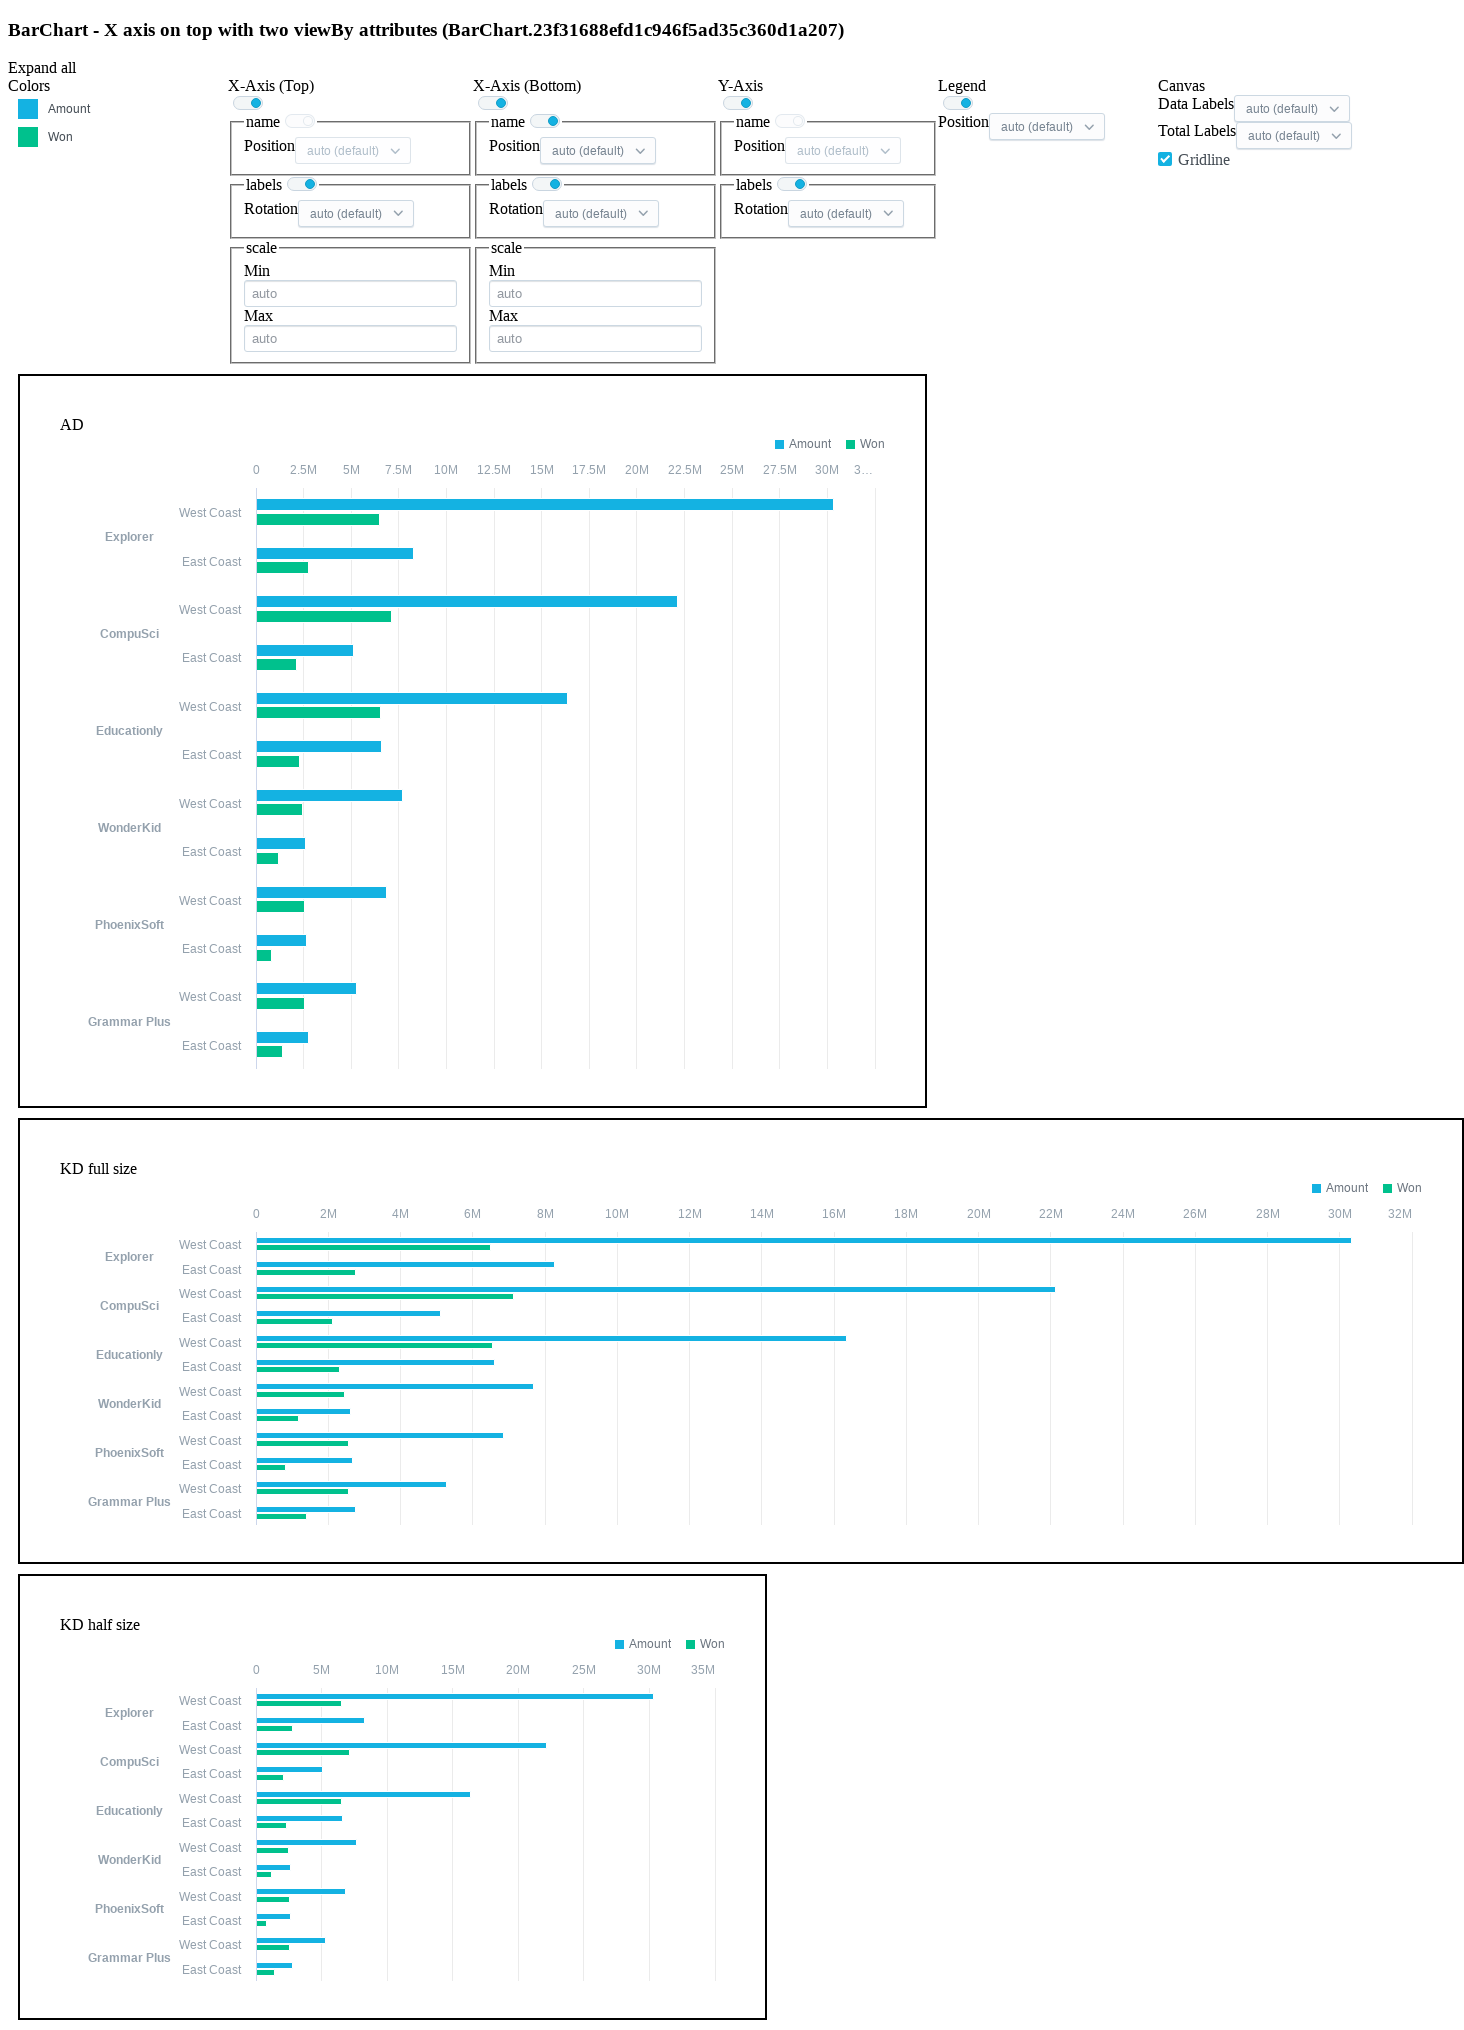 BarChart - X axis on top with two viewBy attributes (BarChart.23f31688efd1c946f5ad35c360d1a207)
Expand all
Colors
Amount
Won
X-Axis (Top)
name
Position auto (default)
labels
Rotation auto (default)
scale
Min
auto
Max
auto
X-Axis (Bottom)
name
Position auto (default)
labels
Rotation auto (default)
scale
Min
auto
Max
auto
Y-Axis
name
Position auto (default)
labels
Rotation auto (default)
Legend
Position auto (default)
Canvas
Data Labels auto (default)
Total Labels auto (default)
Gridline
AD
Amount Won
0 2.5M 5M 7.5M 10M 12.5M 15M 17.5M 20M 22.5M 25M 27.5M 30M 3…
West Coast
Explorer
East Coast
West Coast
CompuSci
East Coast
West Coast
Educationly
East Coast
West Coast
WonderKid
East Coast
West Coast
PhoenixSoft
East Coast
West Coast
Grammar Plus
East Coast
KD full size
Amount Won
0 2M 4M 6M 8M 10M 12M 14M 16M 18M 20M 22M 24M 26M 28M 30M 32M
West Coast
Explorer
East Coast
West Coast
CompuSci
East Coast
West Coast
Educationly
East Coast
West Coast
WonderKid
East Coast
West Coast
PhoenixSoft
East Coast
West Coast
Grammar Plus
East Coast
KD half size
Amount Won
0 5M 10M 15M 20M 25M 30M 35M
West Coast
Explorer
East Coast
West Coast
CompuSci
East Coast
West Coast
Educationly
East Coast
West Coast
WonderKid
East Coast
West Coast
PhoenixSoft
East Coast
West Coast
Grammar Plus
East Coast